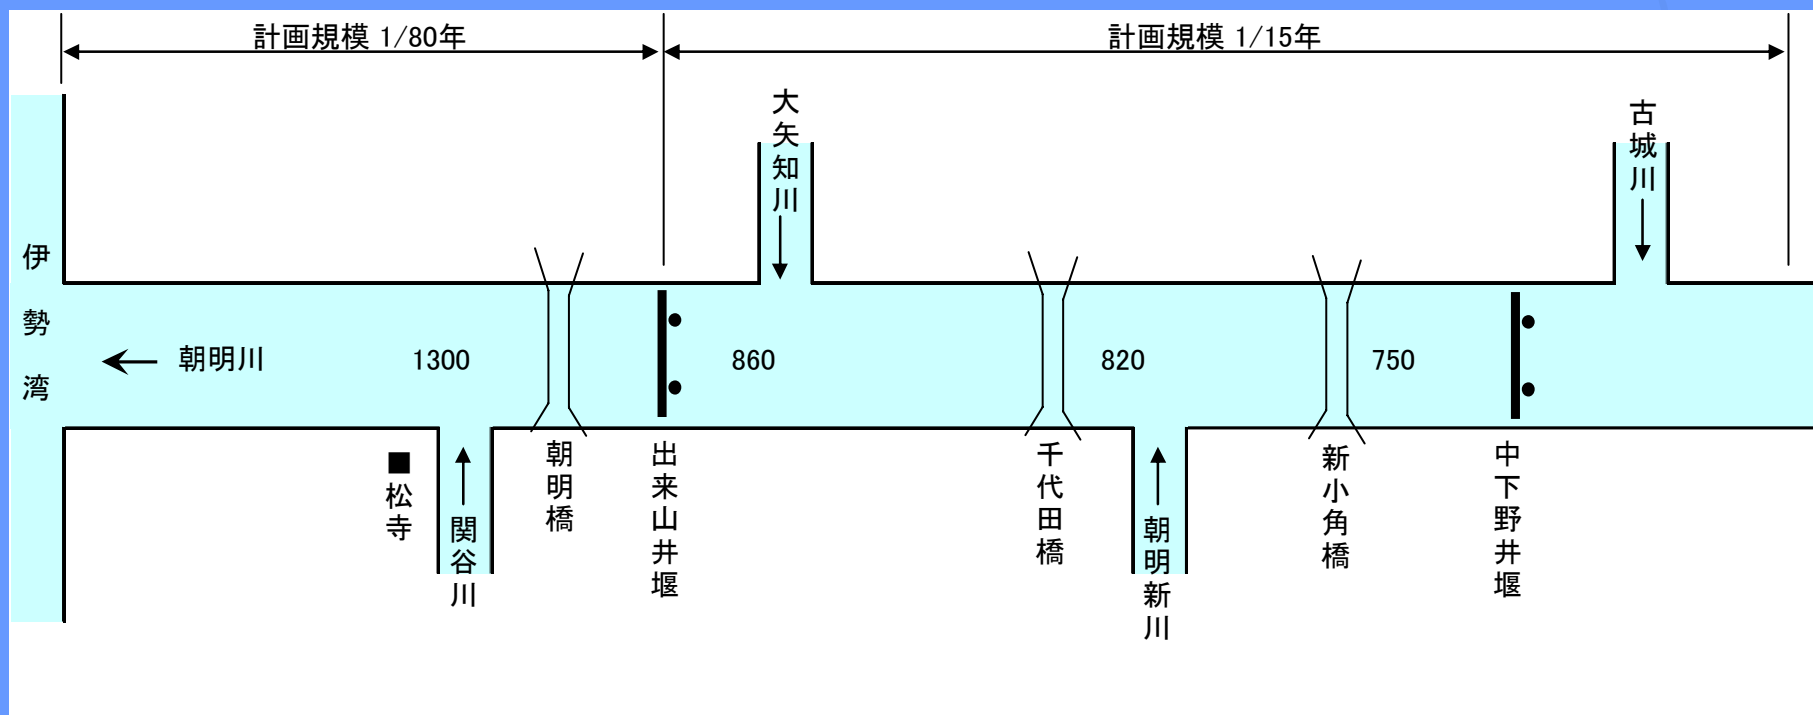 計画規模 1/80年
計画規模 1/15年
大矢知川
古城川
伊勢湾
朝明川
1300
860
820
750
■松寺
関谷川
朝明橋
出来山井堰
千代田橋
朝明新川
新小角橋
中下野井堰